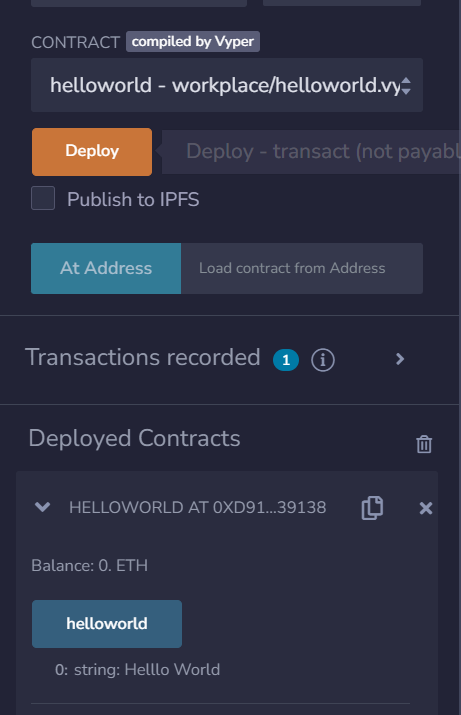 CONTRACT compiled by Vyper
helloworld - workplace/helloworld.vy
Deploy Deploy - transact (not payabl
Publish to IPFS
At Address Load contract from Address
Transactions recorded 1 i
Deployed Contracts
HELLOWORLD AT 0XD91...39138
Balance: 0. ETH
helloworld
0: string: Helllo World